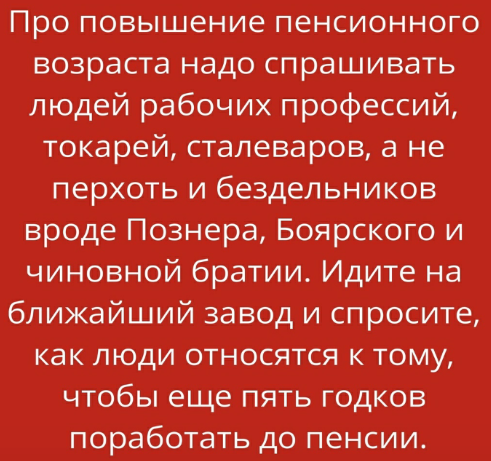 Про повышение пенсионного
возраста надо спрашивать
людей рабочих профессий,
токарей, сталеваров, а не
перхоть и бездельников
вроде Познера, Боярского и
чиновной братии. Идите на
ближайший завод и спросите,
как люди относятся к тому,
чтобы еще пять годков
поработать до пенсии.